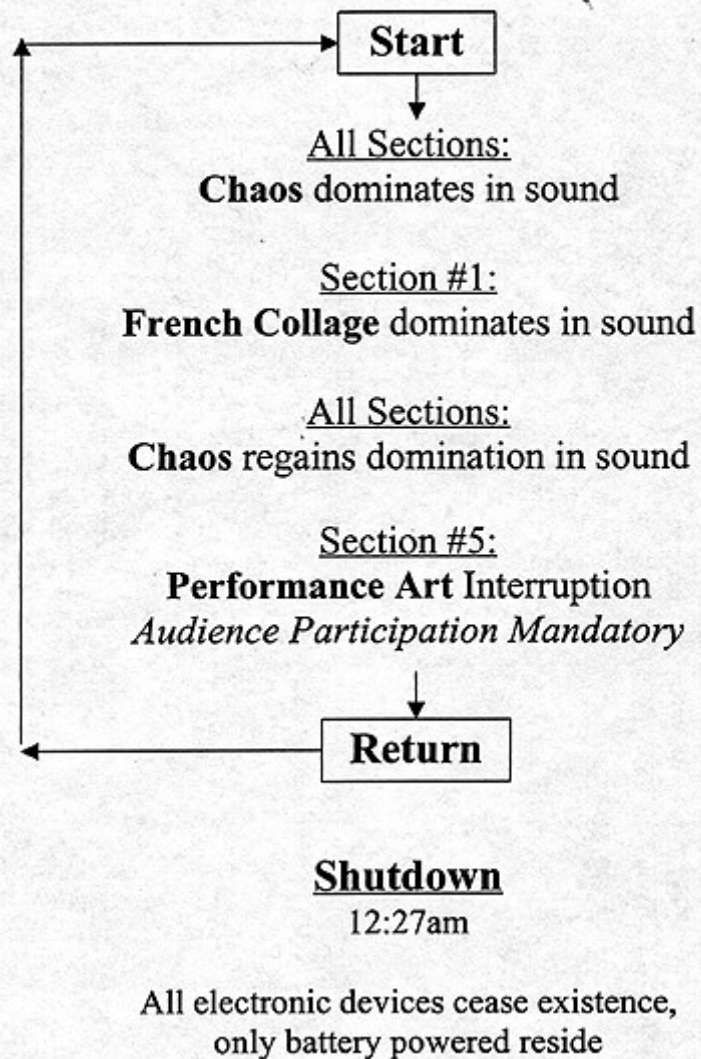 Start
All Sections:
Chaos dominates in sound
Section #1:
French Collage dominates in sound
All Sections:
Chaos regains domination in sound
Section #5:
Performance Art Interruption
Audience Participation Mandatory
Return
Shutdown
12:27am
All electronic devices cease existence,
only battery powered reside